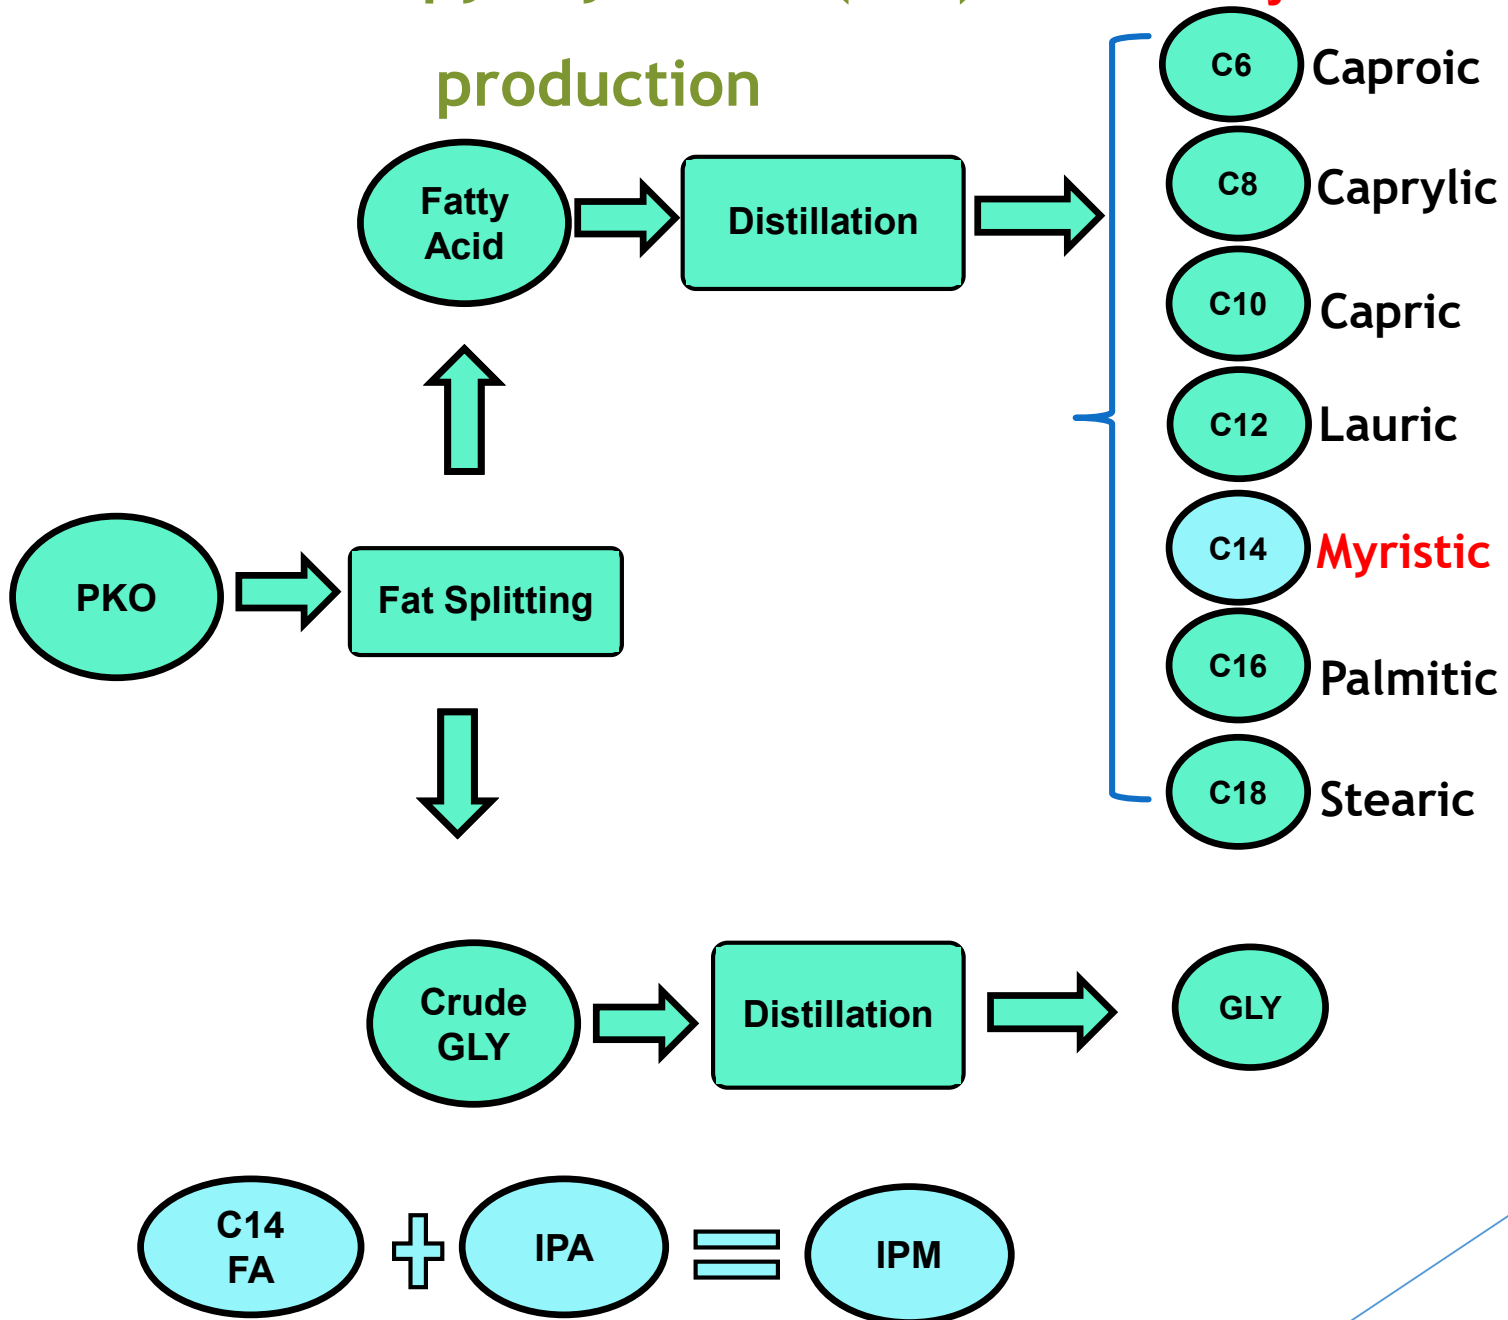 production
C6 Caproic
Fatty
Acid
Distillation
C8 Caprylic
C10 Capric
C12 Lauric
C14 Myristic
PKO
Fat Splitting
C16 Palmitic
C18 Stearic
Crude
GLY
Distillation
GLY
C14
FA
IPA
IPM